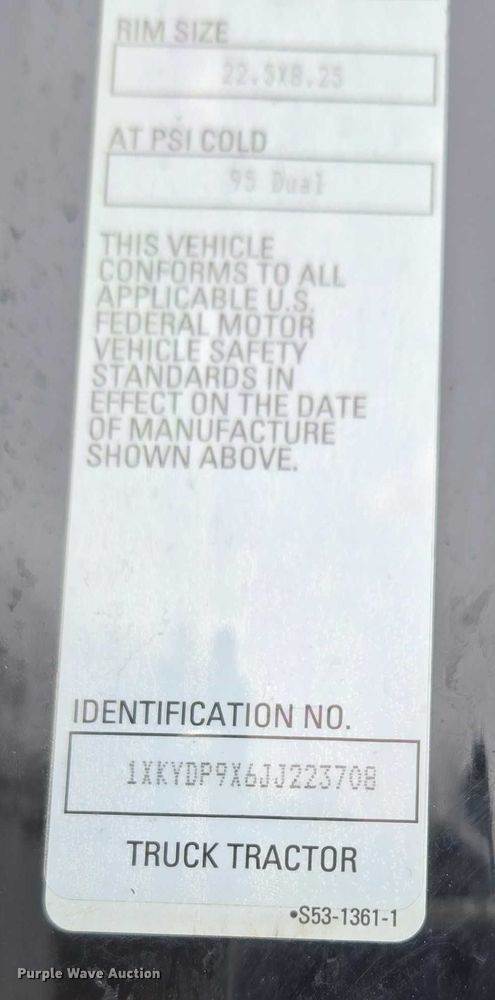 RIM SIZE
22.5X8.25
AT PSI COLD
95 Dual
THIS VEHICLE
CONFORMS TO ALL
APPLICABLE U.S.
FEDERAL MOTOR
VEHICLE SAFETY
STANDARDS IN
EFFECT ON THE DATE
OF MANUFACTURE
SHOWN ABOVE.
IDENTIFICATION NO.
1XKYDP9X6JJ223708
TRUCK TRACTOR
•S53-1361-1
Purple Wave Auction